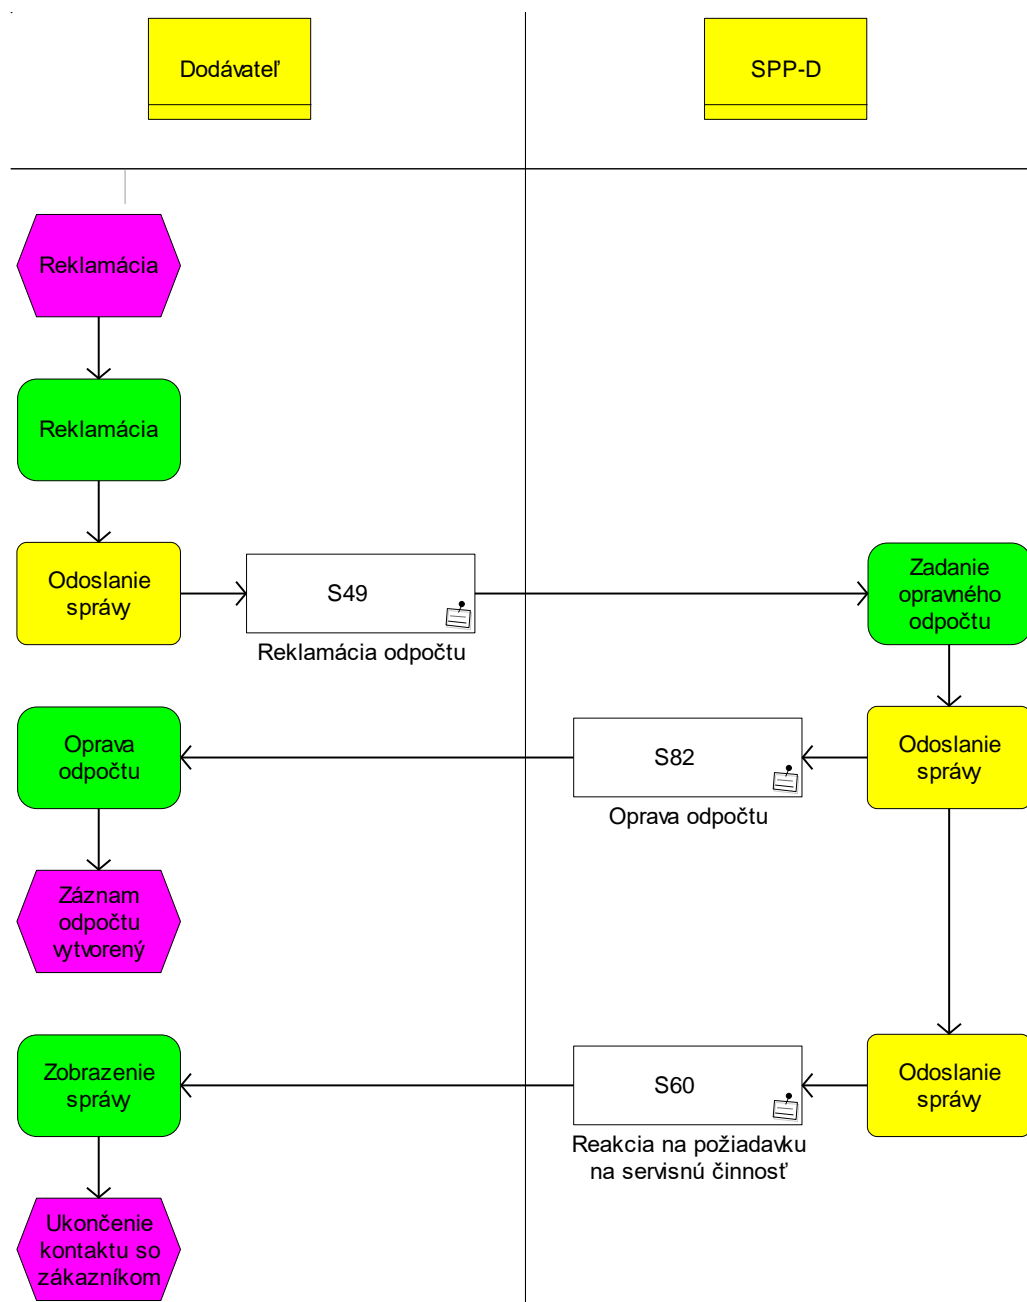 Dodávateľ
SPP-D
Reklamácia
Reklamácia
Odoslanie
správy
S49
Reklamácia odpočtu
Zadanie
opravného
odpočtu
Oprava
odpočtu
S82
Oprava odpočtu
Odoslanie
správy
Záznam
odpočtu
vytvorený
Zobrazenie
správy
S60
Reakcia na požiadavku
na servisnú činnosť
Odoslanie
správy
Ukončenie
kontaktu so
zákazníkom